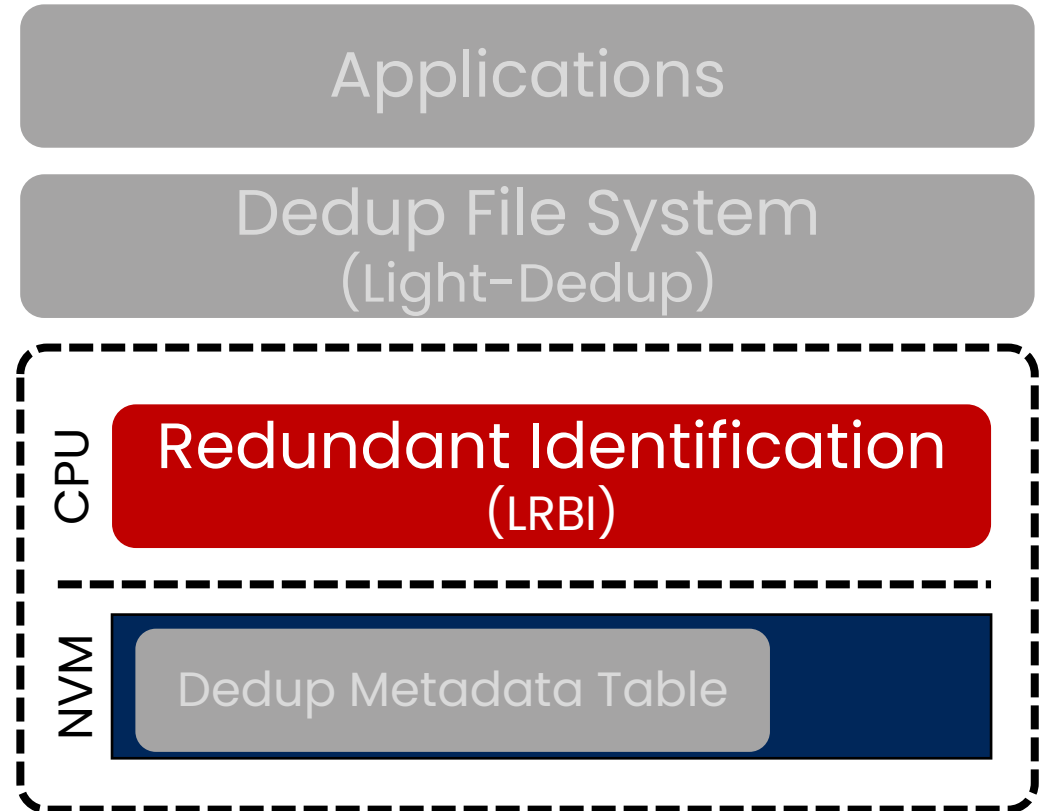 Applications
Dedup File System
(Light-Dedup)
CPU
Redundant Identification
(LRBI)
NVM
Dedup Metadata Table